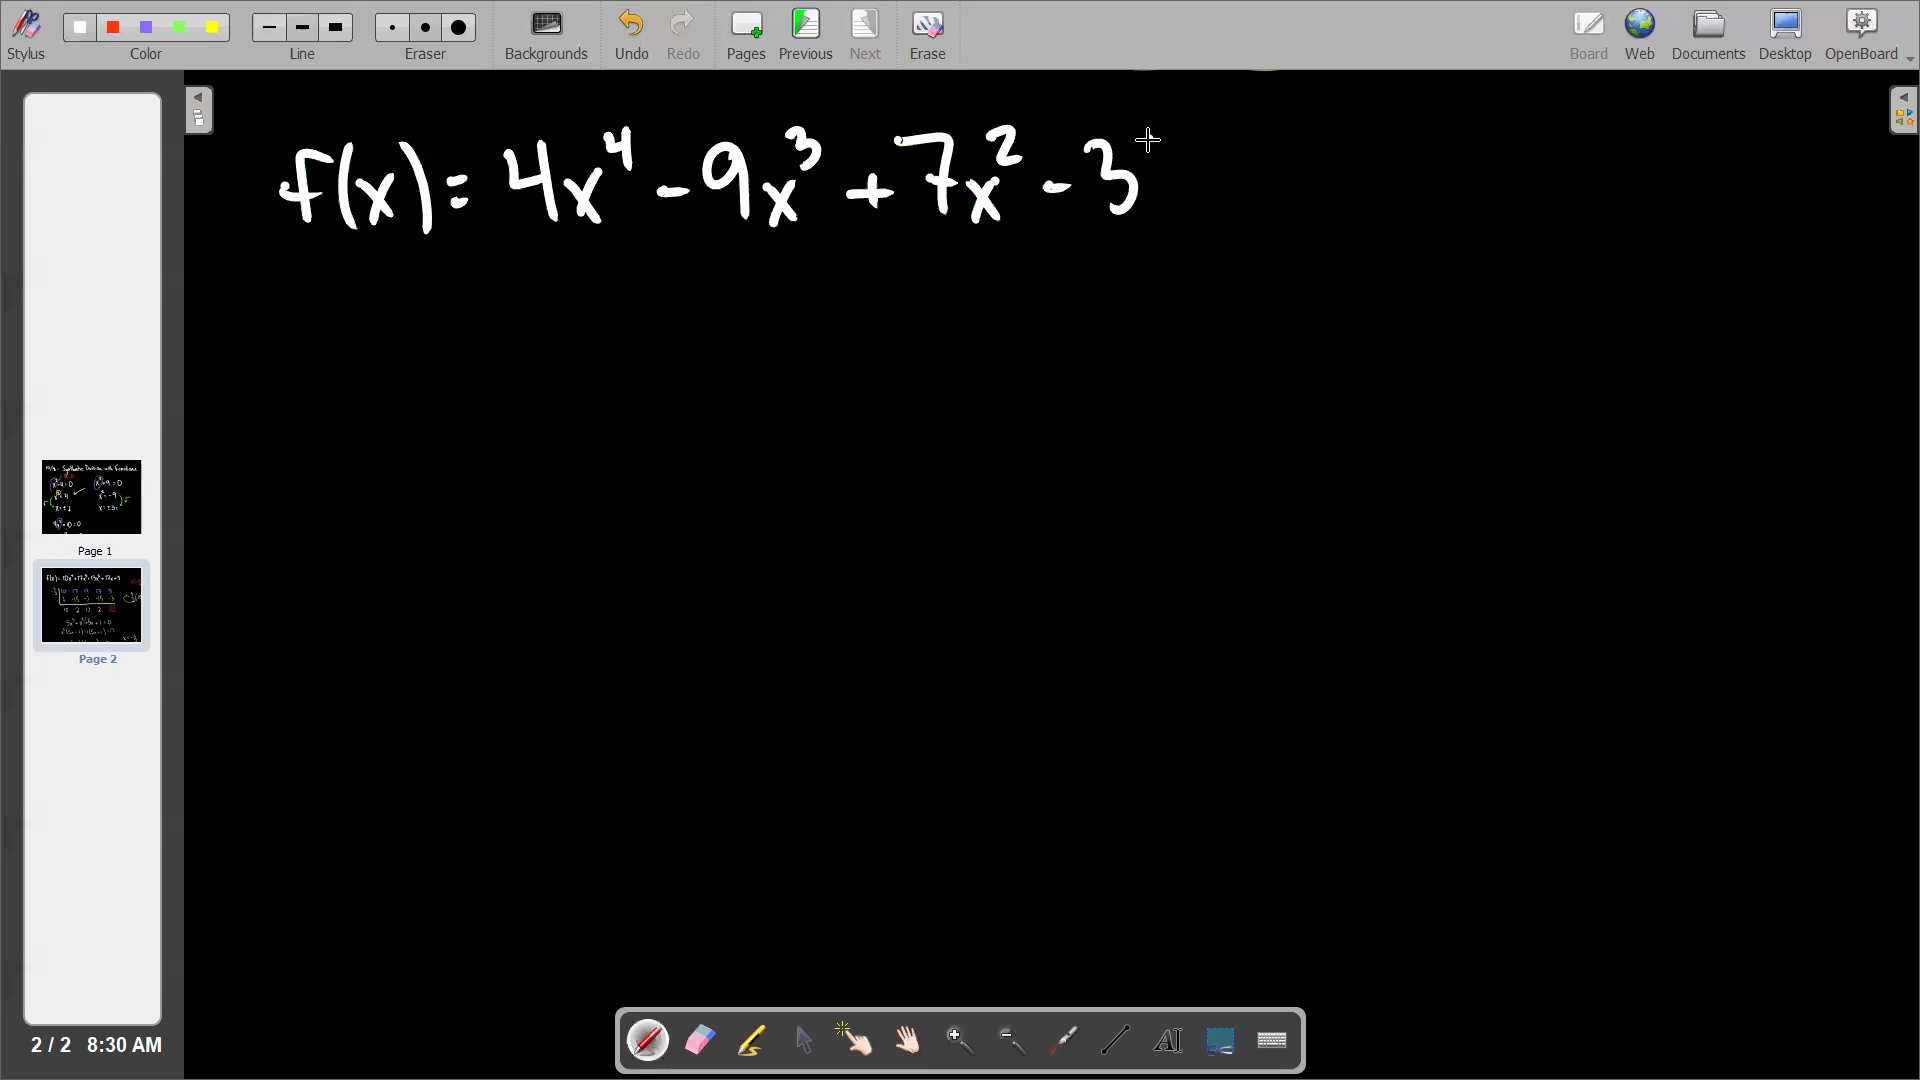 Stylus Color Line Eraser Backgrounds Undo Redo Pages Previous Next Erase Board Web Documents Desktop OpenBoard
f(x) = 4x⁴ - 9x³ + 7x² - 3
Page 1
Page 2
2 / 2 8:30 AM